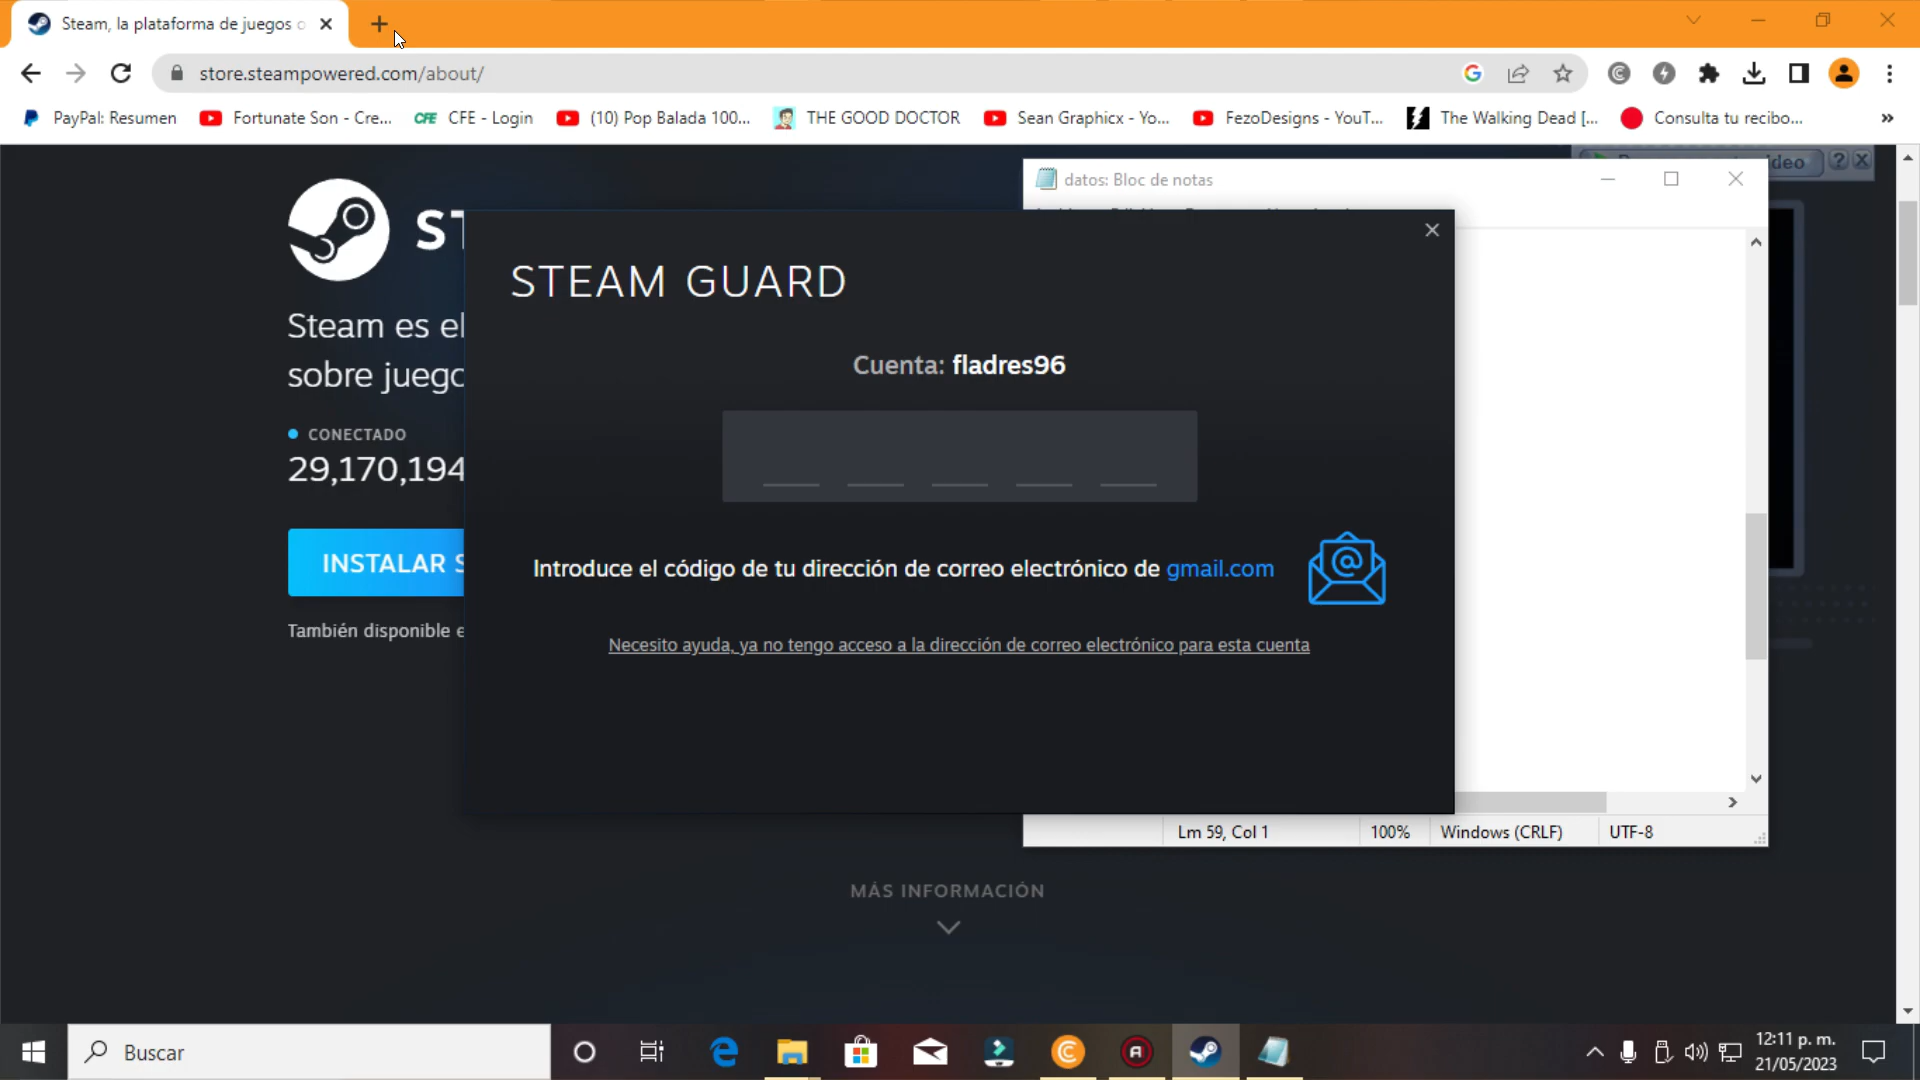 Steam, la plataforma de juegos o
store.steampowered.com/about/
PayPal: Resumen
Fortunate Son - Cre...
CFE
CFE - Login
(10) Pop Balada 100...
THE GOOD DOCTOR
Sean Graphicx - Yo...
FezoDesigns - YouT...
The Walking Dead [...
Consulta tu recibo...
»
datos: Bloc de notas
ST
Steam es el
sobre juego
CONECTADO
29,170,194
INSTALAR S
También disponible e
STEAM GUARD
Cuenta: fladres96
Introduce el código de tu dirección de correo electrónico de gmail.com
Necesito ayuda, ya no tengo acceso a la dirección de correo electrónico para esta cuenta
Lm 59, Col 1
100%
Windows (CRLF)
UTF-8
MÁS INFORMACIÓN
Buscar
12:11 p. m.
21/05/2023